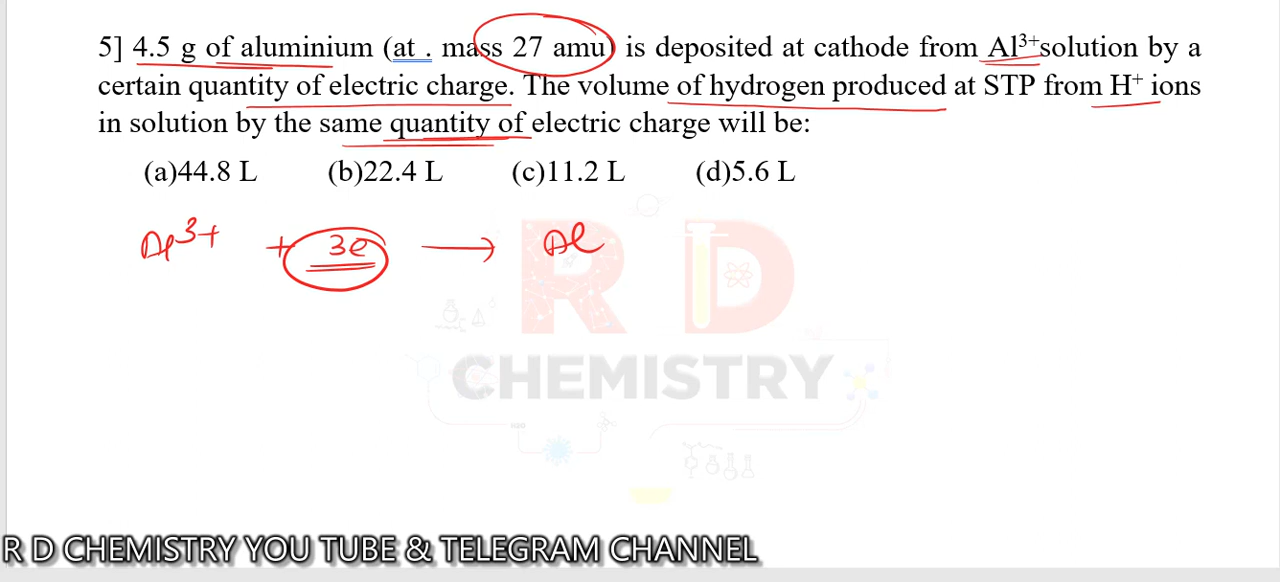 5] 4.5 g of aluminium (at . mass 27 amu) is deposited at cathode from Al³⁺solution by a
certain quantity of electric charge. The volume of hydrogen produced at STP from H⁺ ions
in solution by the same quantity of electric charge will be:
(a)44.8 L (b)22.4 L (c)11.2 L (d)5.6 L
Al³⁺ + 3e ⟶ Al
R D
CHEMISTRY
R D CHEMISTRY YOU TUBE & TELEGRAM CHANNEL